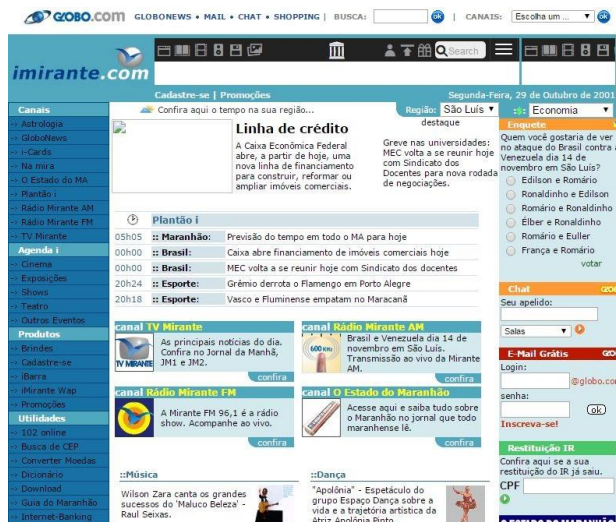 GLOBO.COM GLOBONEWS • MAIL • CHAT • SHOPPING | BUSCA: | CANAIS: Escolha um ...
Search
imirante.com
Cadastre-se | Promoções
Segunda-Feira, 29 de Outubro de 2001
Canais
Astrologia
GloboNews
i-Cards
Na mira
O Estado do MA
Plantão i
Rádio Mirante AM
Rádio Mirante FM
TV Mirante
Agenda i
Cinema
Exposições
Shows
Teatro
Outros Eventos
Produtos
Brindes
Cadastre-se
iBarra
iMirante Wap
Promoções
Utilidades
102 online
Busca de CEP
Converter Moedas
Dicionário
Download
Guia do Maranhão
Internet-Banking
Confira aqui o tempo na sua região...
Região: São Luís
destaque
Linha de crédito
A Caixa Econômica Federal
abre, a partir de hoje, uma
nova linha de financiamento
para construir, reformar ou
ampliar imóveis comerciais.
Greve nas universidades:
MEC volta a se reunir hoje
com Sindicato dos
Docentes para nova rodada
de negociações.
Plantão i
05h05 :: Maranhão: Previsão do tempo em todo o MA para hoje
00h00 :: Brasil: Caixa abre financiamento de imóveis comerciais hoje
00h00 :: Brasil: MEC volta a se reunir hoje com Sindicato dos docentes
20h24 :: Esporte: Grêmio derrota o Flamengo em Porto Alegre
20h18 :: Esporte: Vasco e Fluminense empatam no Maracanã
canal TV Mirante
TV MIRANTE
As principais notícias do dia.
Confira no Jornal da Manhã,
JM1 e JM2.
confira
canal Rádio Mirante AM
600 KHz
Brasil e Venezuela dia 14 de
novembro em São Luís.
Transmissão ao vivo da Mirante
AM.
confira
canal Rádio Mirante FM
A Mirante FM 96,1 é a rádio
show. Acompanhe ao vivo.
confira
canal O Estado do Maranhão
Acesse aqui e saiba tudo sobre
o Maranhão no jornal que todo
maranhense lê.
confira
::Música
Wilson Zara canta os grandes
sucessos do 'Maluco Beleza' -
Raul Seixas.
::Dança
"Apolônia" - Espetáculo do
grupo Espaço Dança sobre a
vida e a trajetória artística da
Atriz Apolônia Pinto
:$: Economia
Enquete
Quem você gostaria de ver
no ataque do Brasil contra a
Venezuela dia 14 de
novembro em São Luís?
Edilson e Romário
Ronaldinho e Edilson
Romário e Ronaldinho
Élber e Ronaldinho
Romário e Euller
França e Romário
votar
Chat
Seu apelido:
Salas
E-Mail Grátis
Login:
@globo.com
senha:
ok
Inscreva-se!
Restituição IR
Confira aqui se a sua
restituição do IR já saiu.
CPF